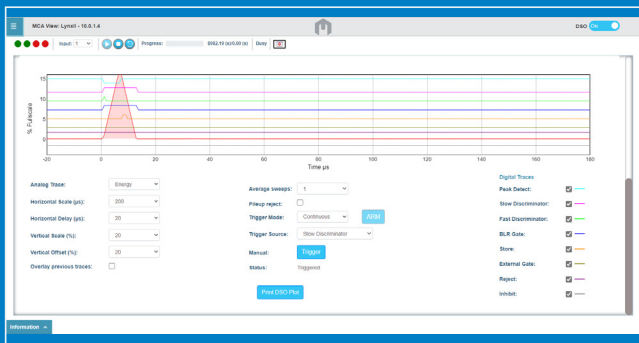 MCA View: LynxII - 10.0.1.4
DSO ON
Input: 1
Progress:
Busy
15
10
5
0
% Fullscale
-20 0 20 40 60 80 100 120 140 160 180
Time µs
Analog Trace: Energy
Horizontal Scale (µs): 200
Horizontal Delay (µs): 20
Vertical Scale (%): 20
Vertical Offset (%): 20
Overlay previous traces:
Average sweeps: 1
Pileup reject:
Trigger Mode: Continuous ARM
Trigger Source: Slow Discriminator
Manual: Trigger
Status: Triggered
Print DSO Plot
Digital Traces
Peak Detect:
Slow Discriminator:
Fast Discriminator:
BLR Gate:
Store:
External Gate:
Reject:
Inhibit:
Information